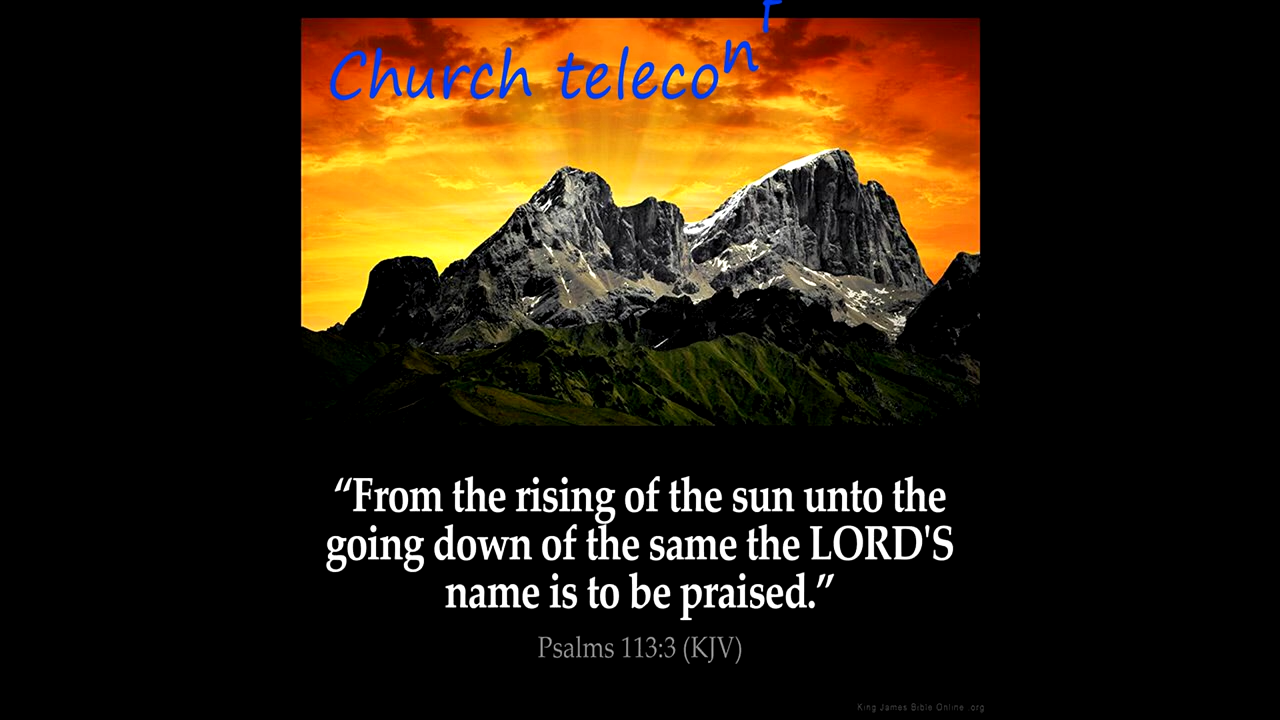 Church telecon
“From the rising of the sun unto the
going down of the same the LORD'S
name is to be praised.”
Psalms 113:3 (KJV)
King James Bible Online .org